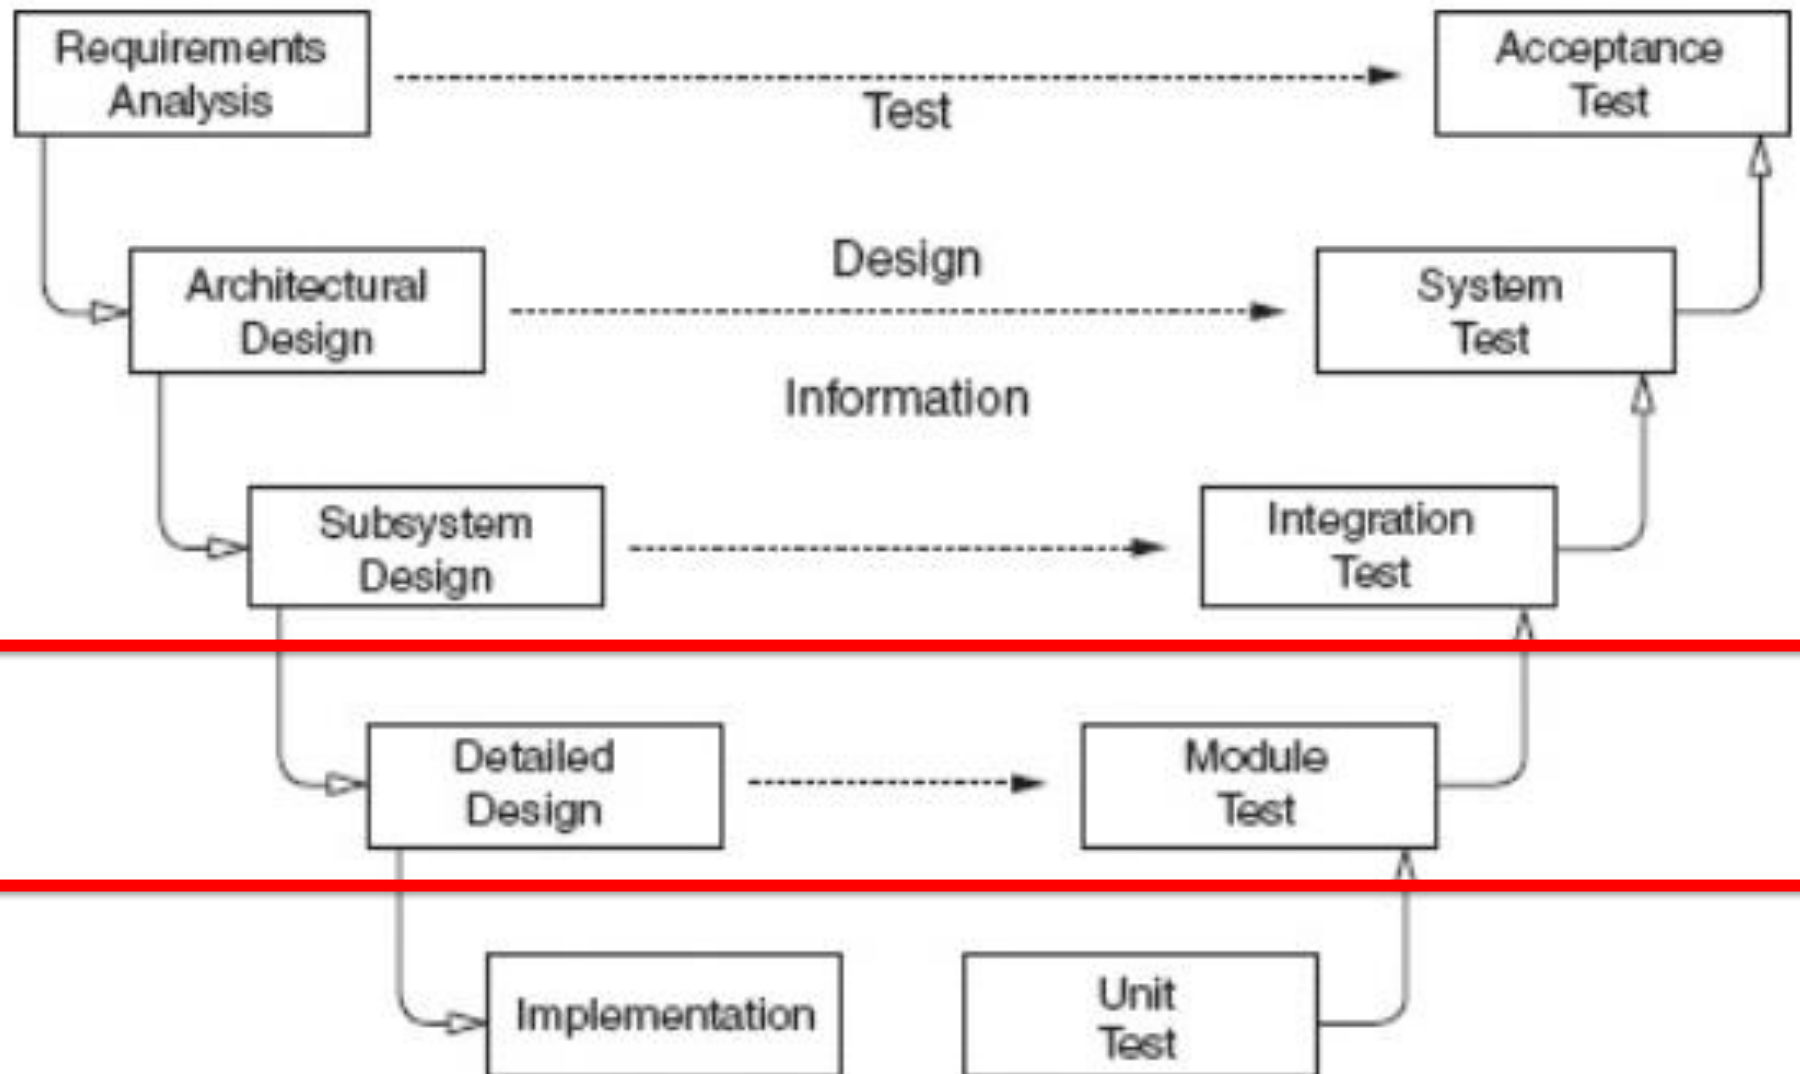 Requirements
Analysis
Acceptance
Test
Test
Architectural
Design
Design
System
Test
Information
Subsystem
Design
Integration
Test
Detailed
Design
Module
Test
Implementation
Unit
Test